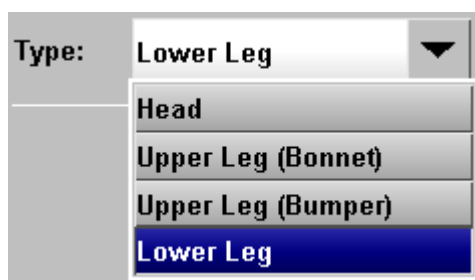 Type: Lower Leg
Head
Upper Leg (Bonnet)
Upper Leg (Bumper)
Lower Leg